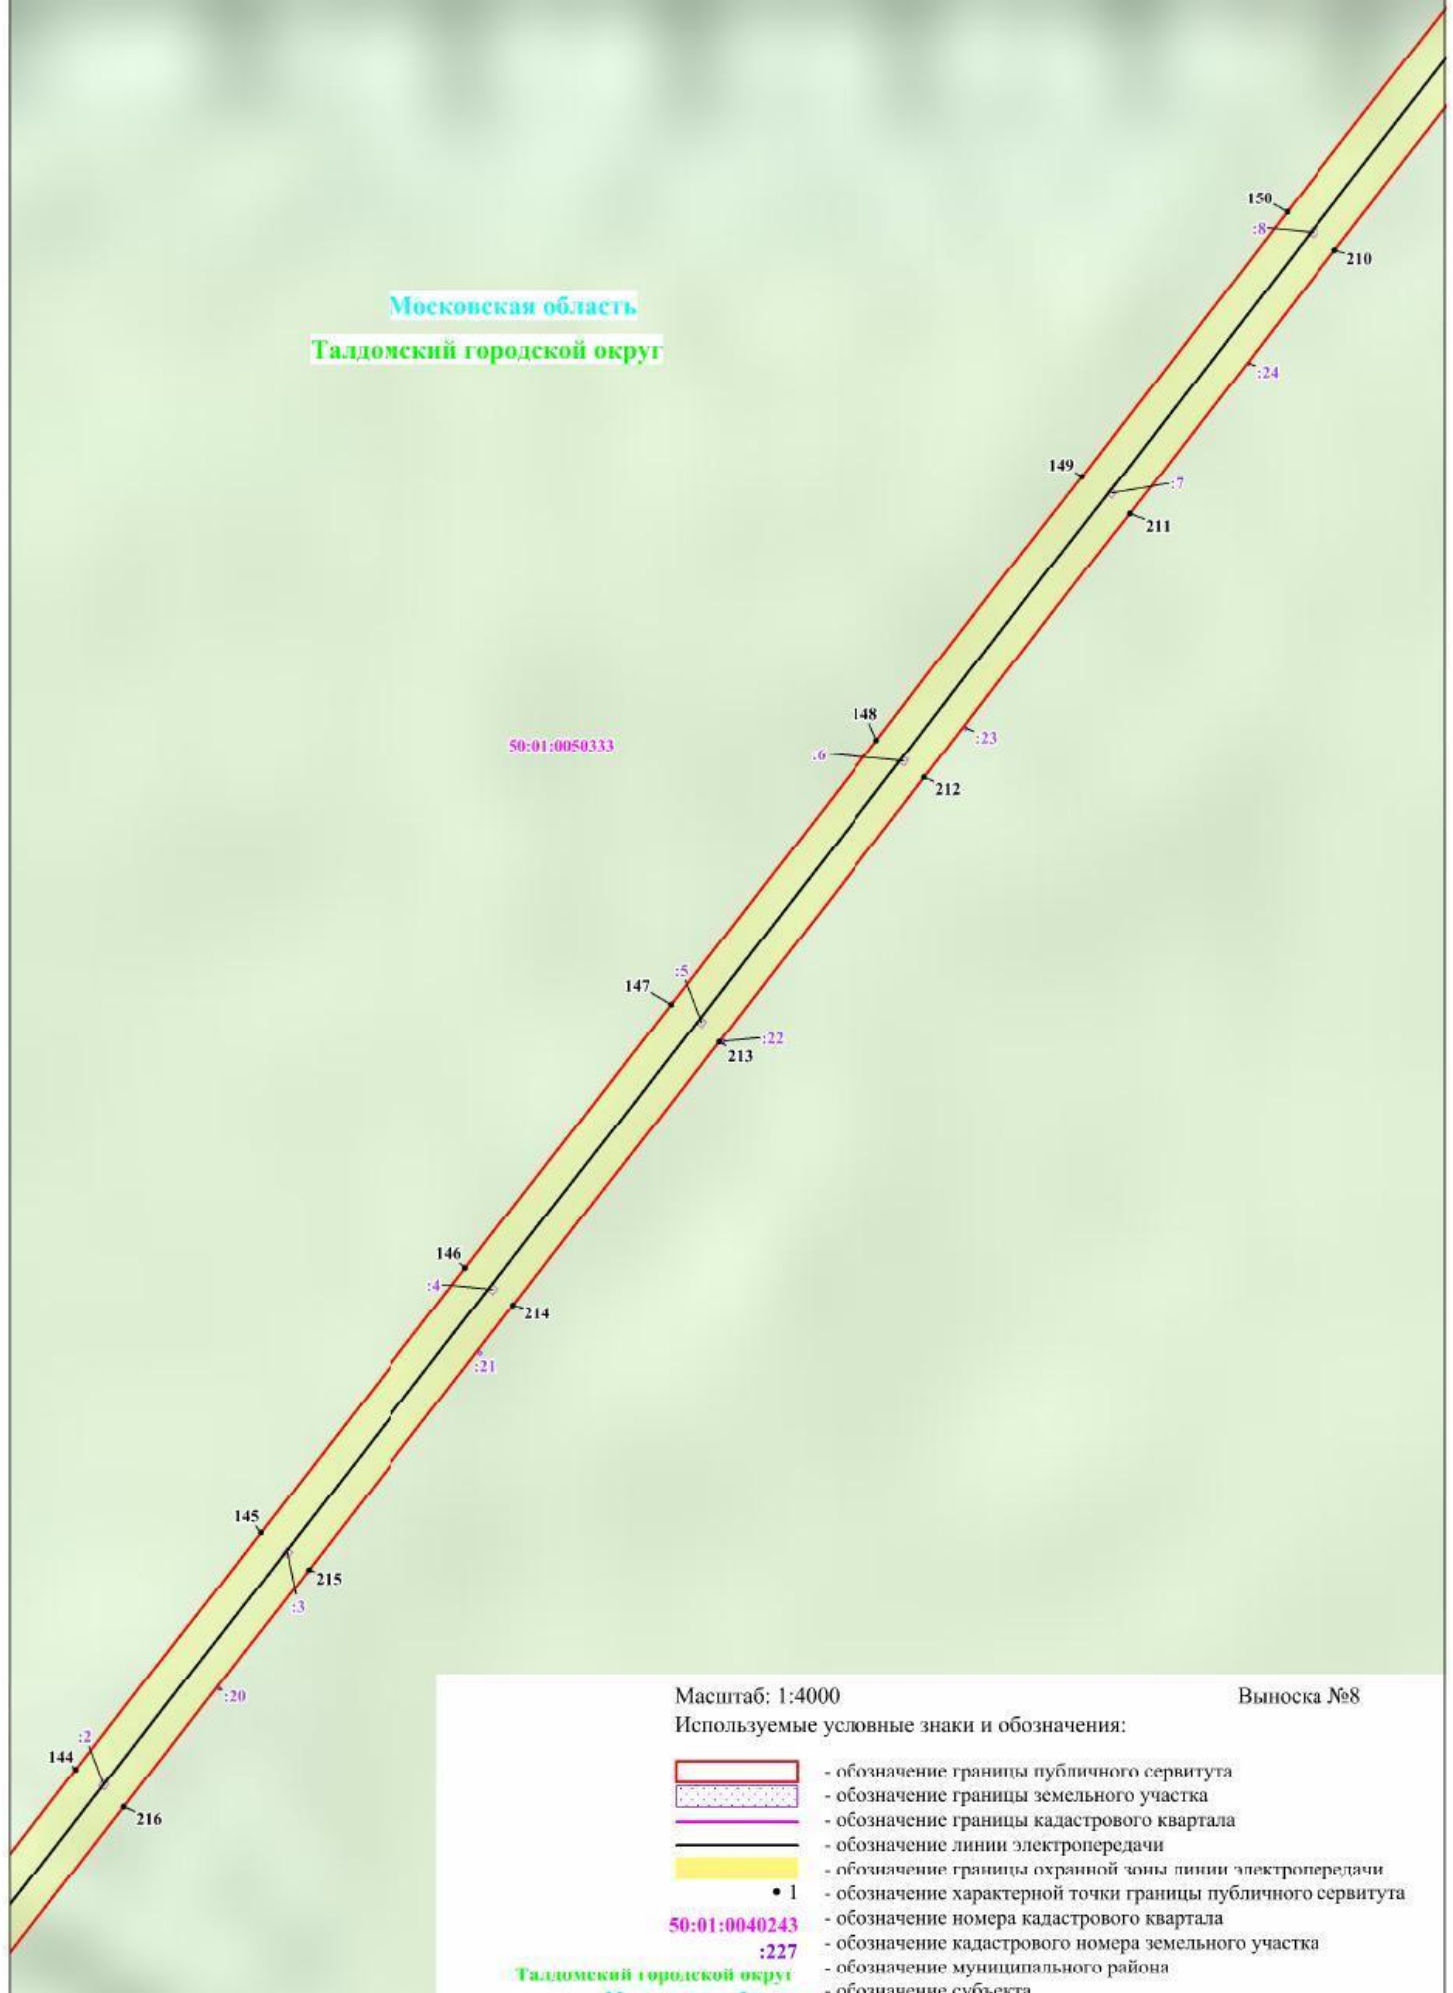 150
:8
210
Московская область
Талдомский городской округ
:24
149
:7
211
148
50:01:0050333
:23
:6
212
:5
147
:22
213
146
:4
214
:21
145
215
:3
:20
:2
144
216
Масштаб: 1:4000 Выноска №8
Используемые условные знаки и обозначения:
- обозначение границы публичного сервитута
- обозначение границы земельного участка
- обозначение границы кадастрового квартала
- обозначение линии электропередачи
- обозначение границы охранной зоны линии электропередачи
1 - обозначение характерной точки границы публичного сервитута
50:01:0040243 - обозначение номера кадастрового квартала
:227 - обозначение кадастрового номера земельного участка
Талдомский городской округ - обозначение муниципального района
- обозначение субъекта